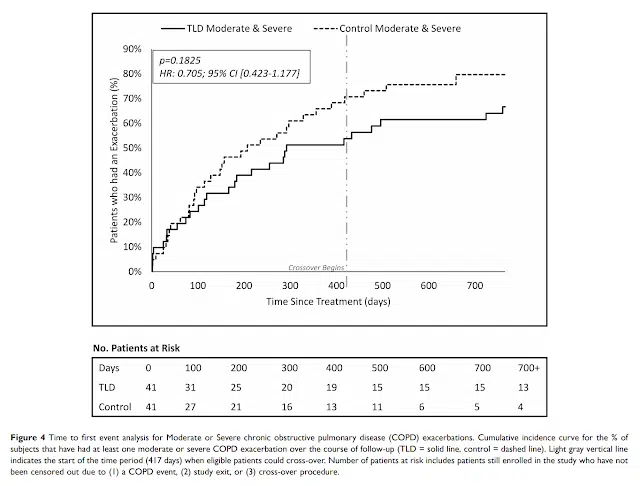 TLD Moderate & Severe Control Moderate & Severe
90%
p=0.1825
HR: 0.705; 95% CI [0.423-1.177]
80%
70%
60%
50%
40%
30%
20%
10%
0%
Patients who had an Exacerbation (%)
Crossover Begins
0 100 200 300 400 500 600 700
Time Since Treatment (days)
No. Patients at Risk
Days 0 100 200 300 400 500 600 700 700+
TLD 41 31 25 20 19 15 15 15 13
Control 41 27 21 16 13 11 6 5 4
Figure 4 Time to first event analysis for Moderate or Severe chronic obstructive pulmonary disease (COPD) exacerbations. Cumulative incidence curve for the % of
subjects that have had at least one moderate or severe COPD exacerbation over the course of follow-up (TLD = solid line, control = dashed line). Light gray vertical line
indicates the start of the time period (417 days) when eligible patients could cross-over. Number of patients at risk includes patients still enrolled in the study who have not
been censored out due to (1) a COPD event, (2) study exit, or (3) cross-over procedure.